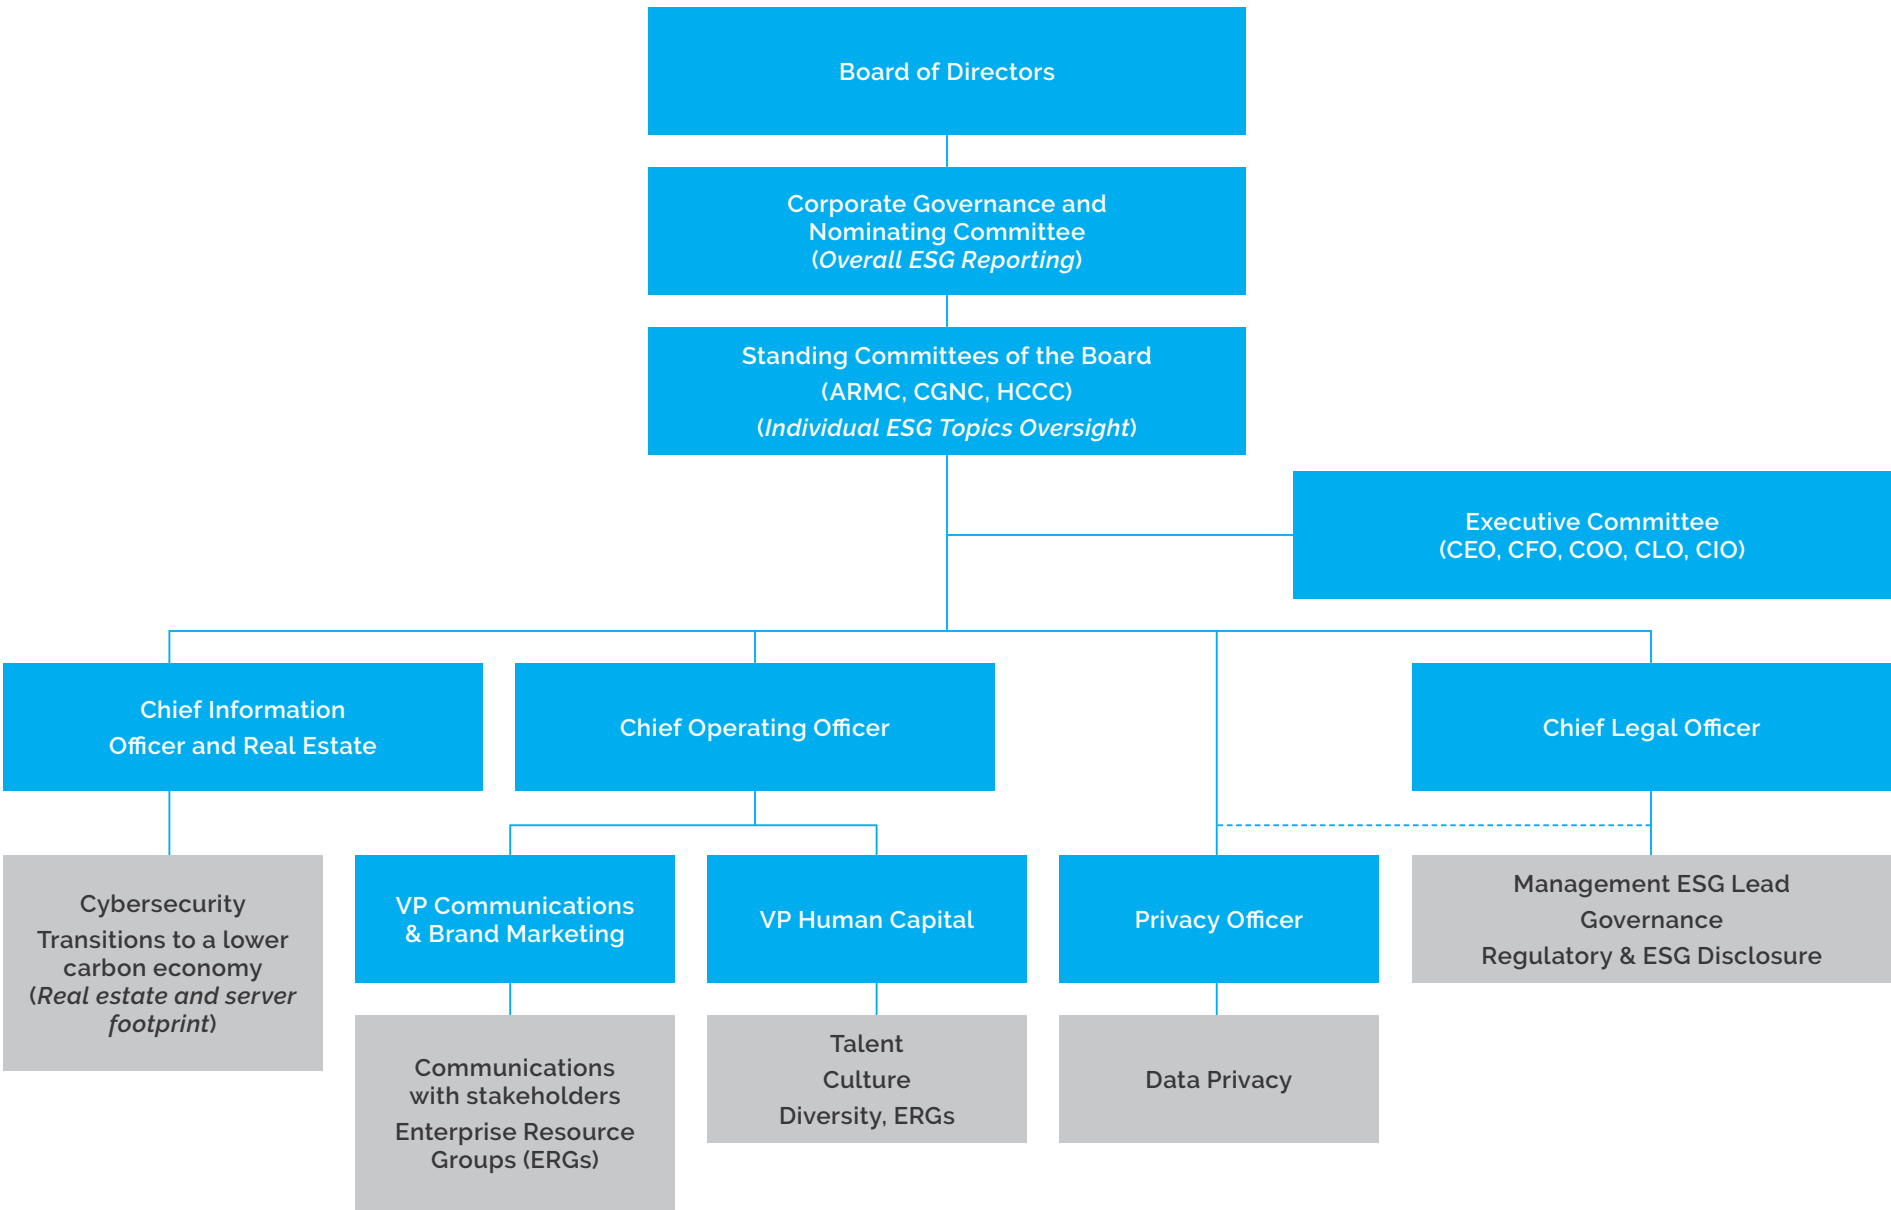 Board of Directors
Corporate Governance and
Nominating Committee
(Overall ESG Reporting)
Standing Committees of the Board
(ARMC, CGNC, HCCC)
(Individual ESG Topics Oversight)
Executive Committee
(CEO, CFO, COO, CLO, CIO)
Chief Information
Officer and Real Estate
Chief Operating Officer
Chief Legal Officer
Cybersecurity
Transitions to a lower
carbon economy
(Real estate and server
footprint)
VP Communications
& Brand Marketing
VP Human Capital
Privacy Officer
Management ESG Lead
Governance
Regulatory & ESG Disclosure
Communications
with stakeholders
Enterprise Resource
Groups (ERGs)
Talent
Culture
Diversity, ERGs
Data Privacy